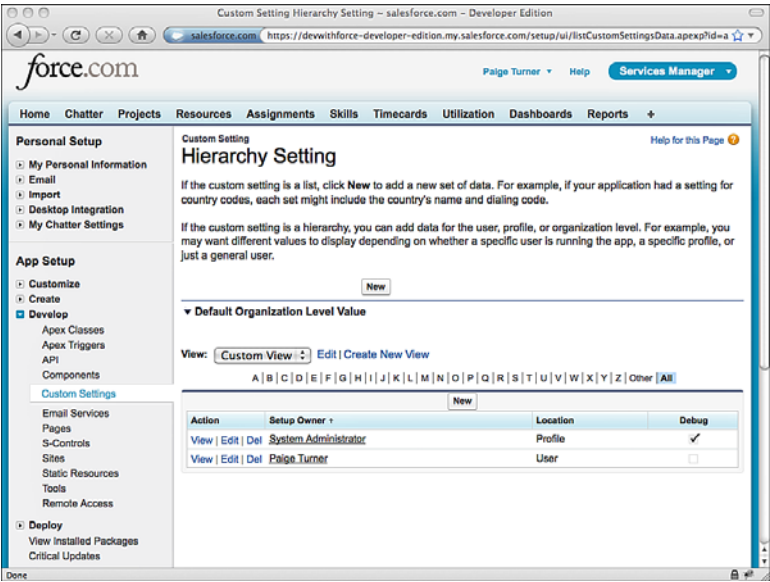 Custom Setting Hierarchy Setting ~ salesforce.com - Developer Edition
salesforce.com https://devwithforce-developer-edition.my.salesforce.com/setup/ui/listCustomSettingsData.apexp?id=a
force.com
Paige Turner Help Services Manager
Home Chatter Projects Resources Assignments Skills Timecards Utilization Dashboards Reports +
Personal Setup
My Personal Information
Email
Import
Desktop Integration
My Chatter Settings
App Setup
Customize
Create
Develop
Apex Classes
Apex Triggers
API
Components
Custom Settings
Email Services
Pages
S-Controls
Sites
Static Resources
Tools
Remote Access
Deploy
View Installed Packages
Critical Updates
Custom Setting
Hierarchy Setting
Help for this Page ?
If the custom setting is a list, click New to add a new set of data. For example, if your application had a setting for
country codes, each set might include the country's name and dialing code.
If the custom setting is a hierarchy, you can add data for the user, profile, or organization level. For example, you
may want different values to display depending on whether a specific user is running the app, a specific profile, or
just a general user.
New
Default Organization Level Value
View: Custom View Edit | Create New View
A | B | C | D | E | F | G | H | I | J | K | L | M | N | O | P | Q | R | S | T | U | V | W | X | Y | Z | Other | All
New
Action Setup Owner ↑ Location Debug
View | Edit | Del System Administrator Profile ✓
View | Edit | Del Paige Turner User
Done